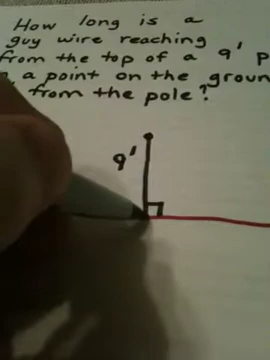 How long is a
guy wire reaching
from the top of a 9' p
a point on the groun
from the pole?
9'